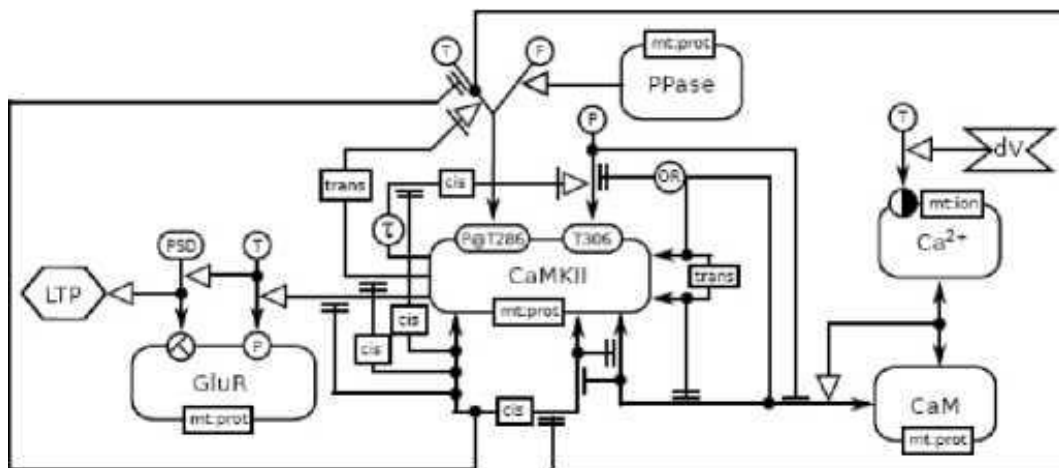 T
F
mt:prot
PPase
P
T
dV
trans
cis
OR
mt:ion
Ca2+
τ
P@T286
T306
CaMKII
trans
PSD
T
LTP
mt:prot
cis
cis
P
GluR
mt:prot
cis
CaM
mt:prot